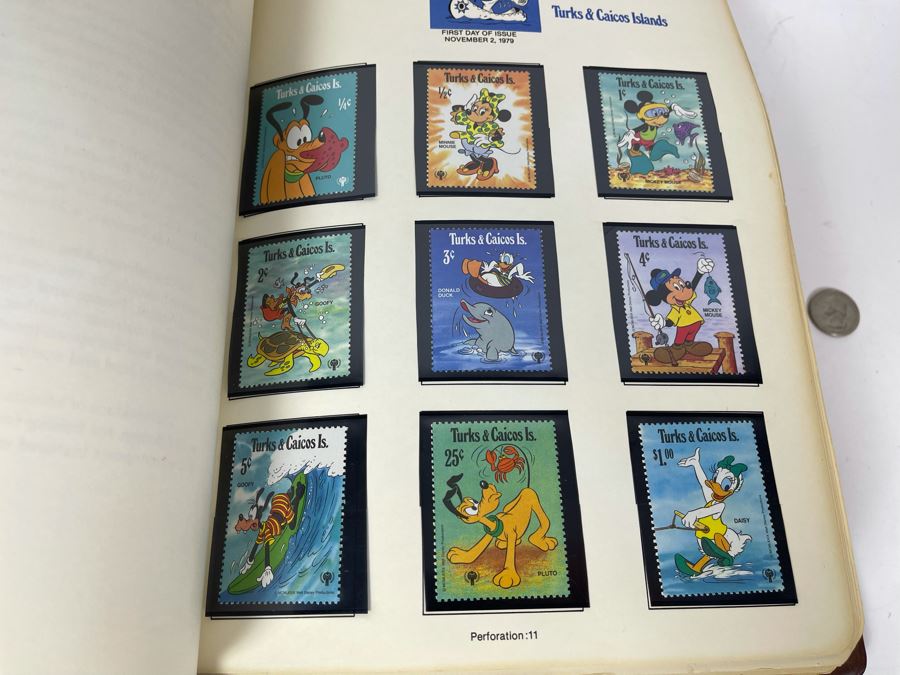 FIRST DAY OF ISSUE
NOVEMBER 2, 1979
Turks & Caicos Islands
Turks & Caicos Is.
1/4¢
PLUTO
Turks & Caicos Is.
1/2¢
MINNIE
MOUSE
Turks & Caicos Is.
1¢
MICKEY MOUSE
Turks & Caicos Is.
2¢
GOOFY
Turks & Caicos Is.
3¢
DONALD
DUCK
Turks & Caicos Is.
4¢
MICKEY
MOUSE
Turks & Caicos Is.
5¢
GOOFY
Turks & Caicos Is.
25¢
PLUTO
Turks & Caicos Is.
$1.00
DAISY
Perforation:11